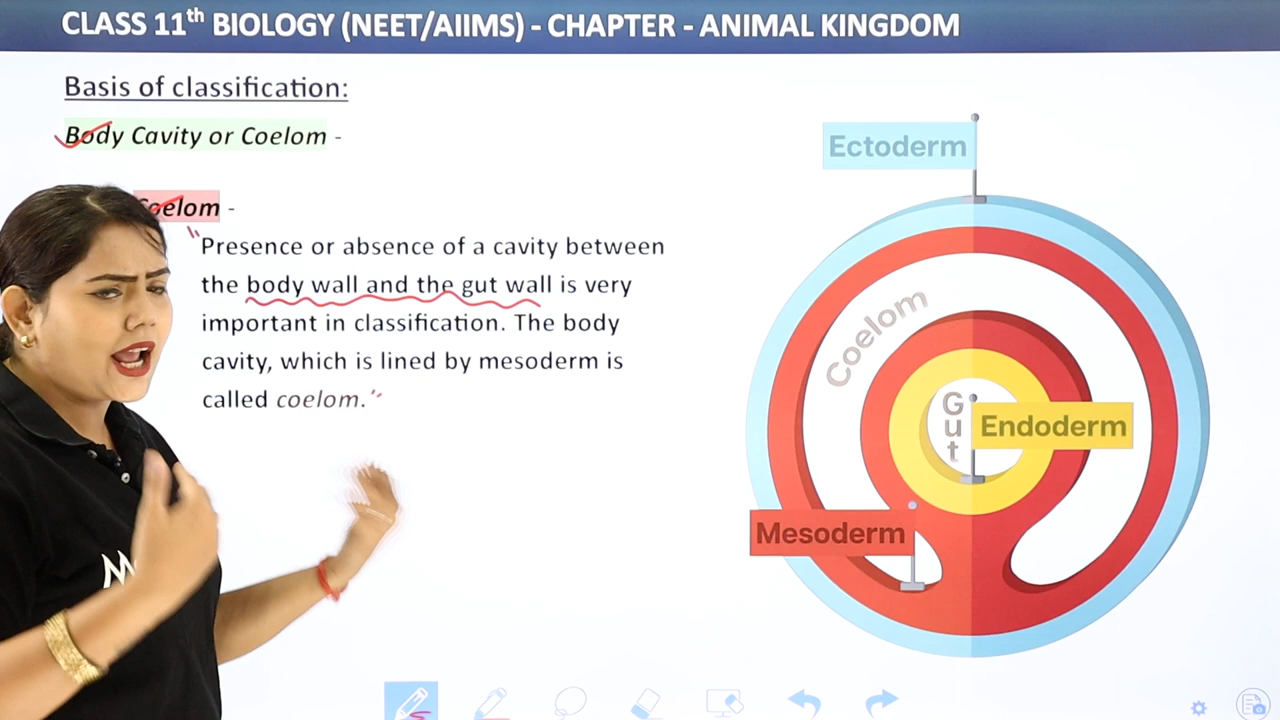 CLASS 11th BIOLOGY (NEET/AIIMS) - CHAPTER - ANIMAL KINGDOM
Basis of classification:
Body Cavity or Coelom -
Coelom -
"Presence or absence of a cavity between
the body wall and the gut wall is very
important in classification. The body
cavity, which is lined by mesoderm is
called coelom."
Ectoderm
Coelom
Gut
Endoderm
Mesoderm